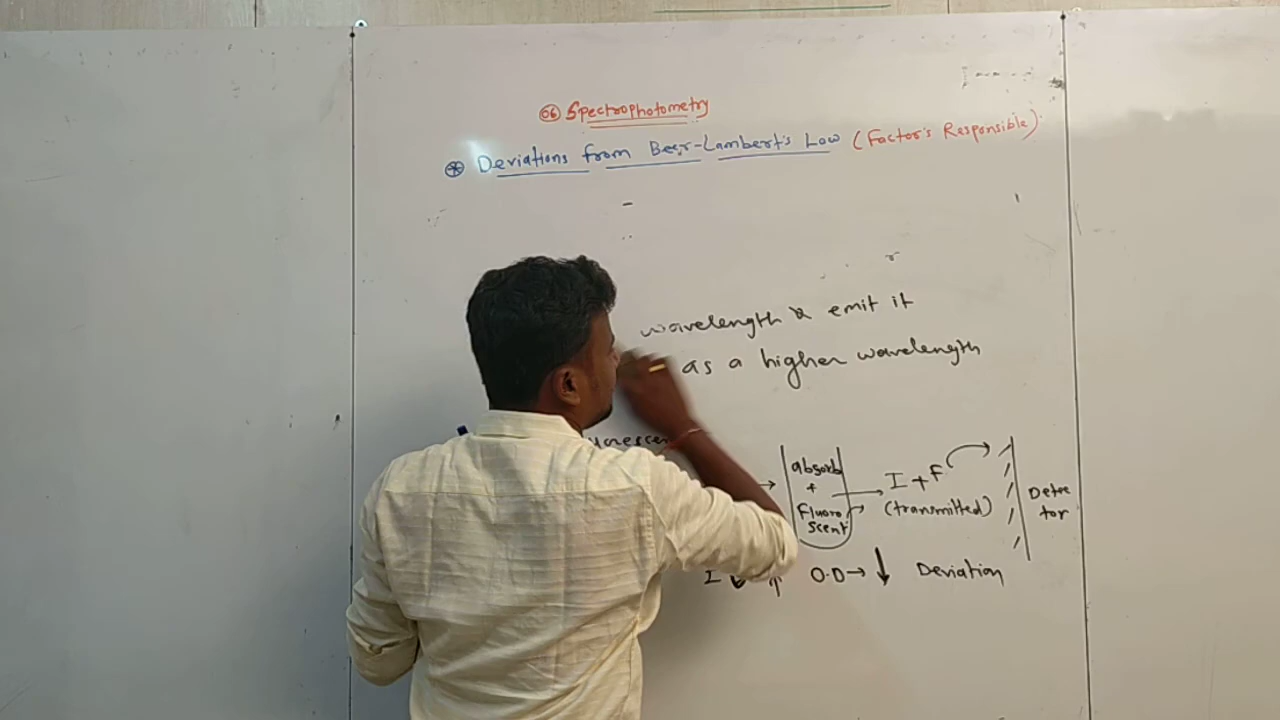 06 Spectrophotometry
Deviations from Beer-Lambert's Law (Factor's Responsible)
wavelength & emit it
as a higher wavelength
absorb
+
Fluoro
scent
I + F
(transmitted)
Detec
tor
I ↓ ↑ O.D → ↓ Deviation